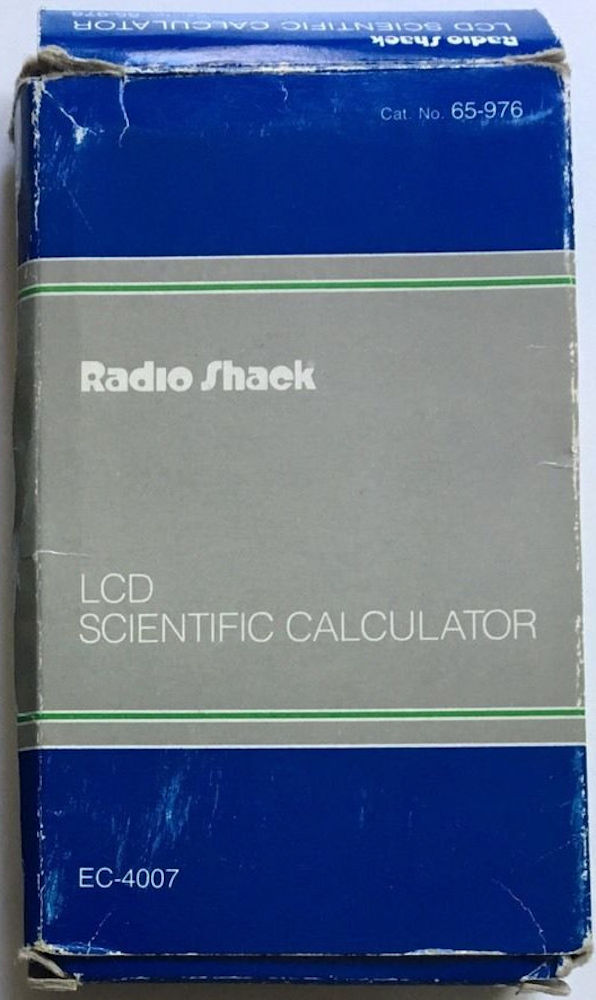 Radio Shack
LCD SCIENTIFIC CALCULATOR
Cat. No. 65-976
Radio Shack
LCD
SCIENTIFIC CALCULATOR
EC-4007